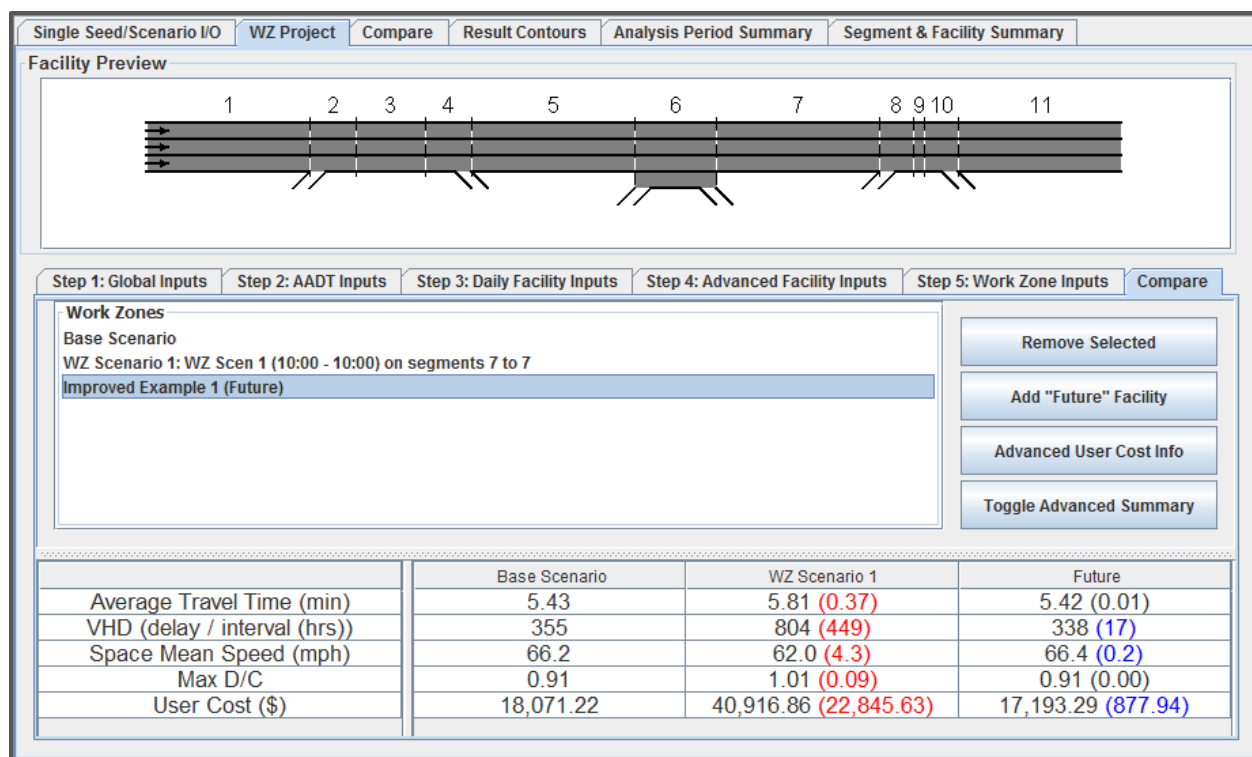 Single Seed/Scenario I/O WZ Project Compare Result Contours Analysis Period Summary Segment & Facility Summary
Facility Preview
1 2 3 4 5 6 7 8 9 10 11
Step 1: Global Inputs Step 2: AADT Inputs Step 3: Daily Facility Inputs Step 4: Advanced Facility Inputs Step 5: Work Zone Inputs Compare
Work Zones
Base Scenario
WZ Scenario 1: WZ Scen 1 (10:00 - 10:00) on segments 7 to 7
Improved Example 1 (Future)
Remove Selected
Add "Future" Facility
Advanced User Cost Info
Toggle Advanced Summary
Base Scenario WZ Scenario 1 Future
Average Travel Time (min) 5.43 5.81 (0.37) 5.42 (0.01)
VHD (delay / interval (hrs)) 355 804 (449) 338 (17)
Space Mean Speed (mph) 66.2 62.0 (4.3) 66.4 (0.2)
Max D/C 0.91 1.01 (0.09) 0.91 (0.00)
User Cost ($) 18,071.22 40,916.86 (22,845.63) 17,193.29 (877.94)